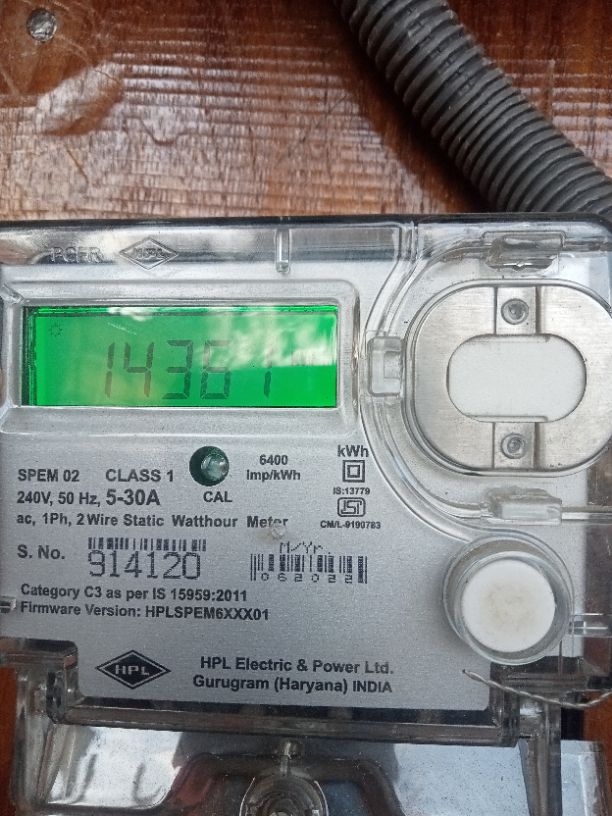 HPL
14361
6400
Imp/kWh
kWh
SPEM 02 CLASS 1
240V, 50 Hz, 5-30A
CAL
IS:13779
ISI
CM/L-9190783
ac, 1Ph, 2 Wire Static Watthour Meter
S. No. 914120
M/Yr.
062022
Category C3 as per IS 15959:2011
Firmware Version: HPLSPEM6XXX01
HPL
HPL Electric & Power Ltd.
Gurugram (Haryana) INDIA